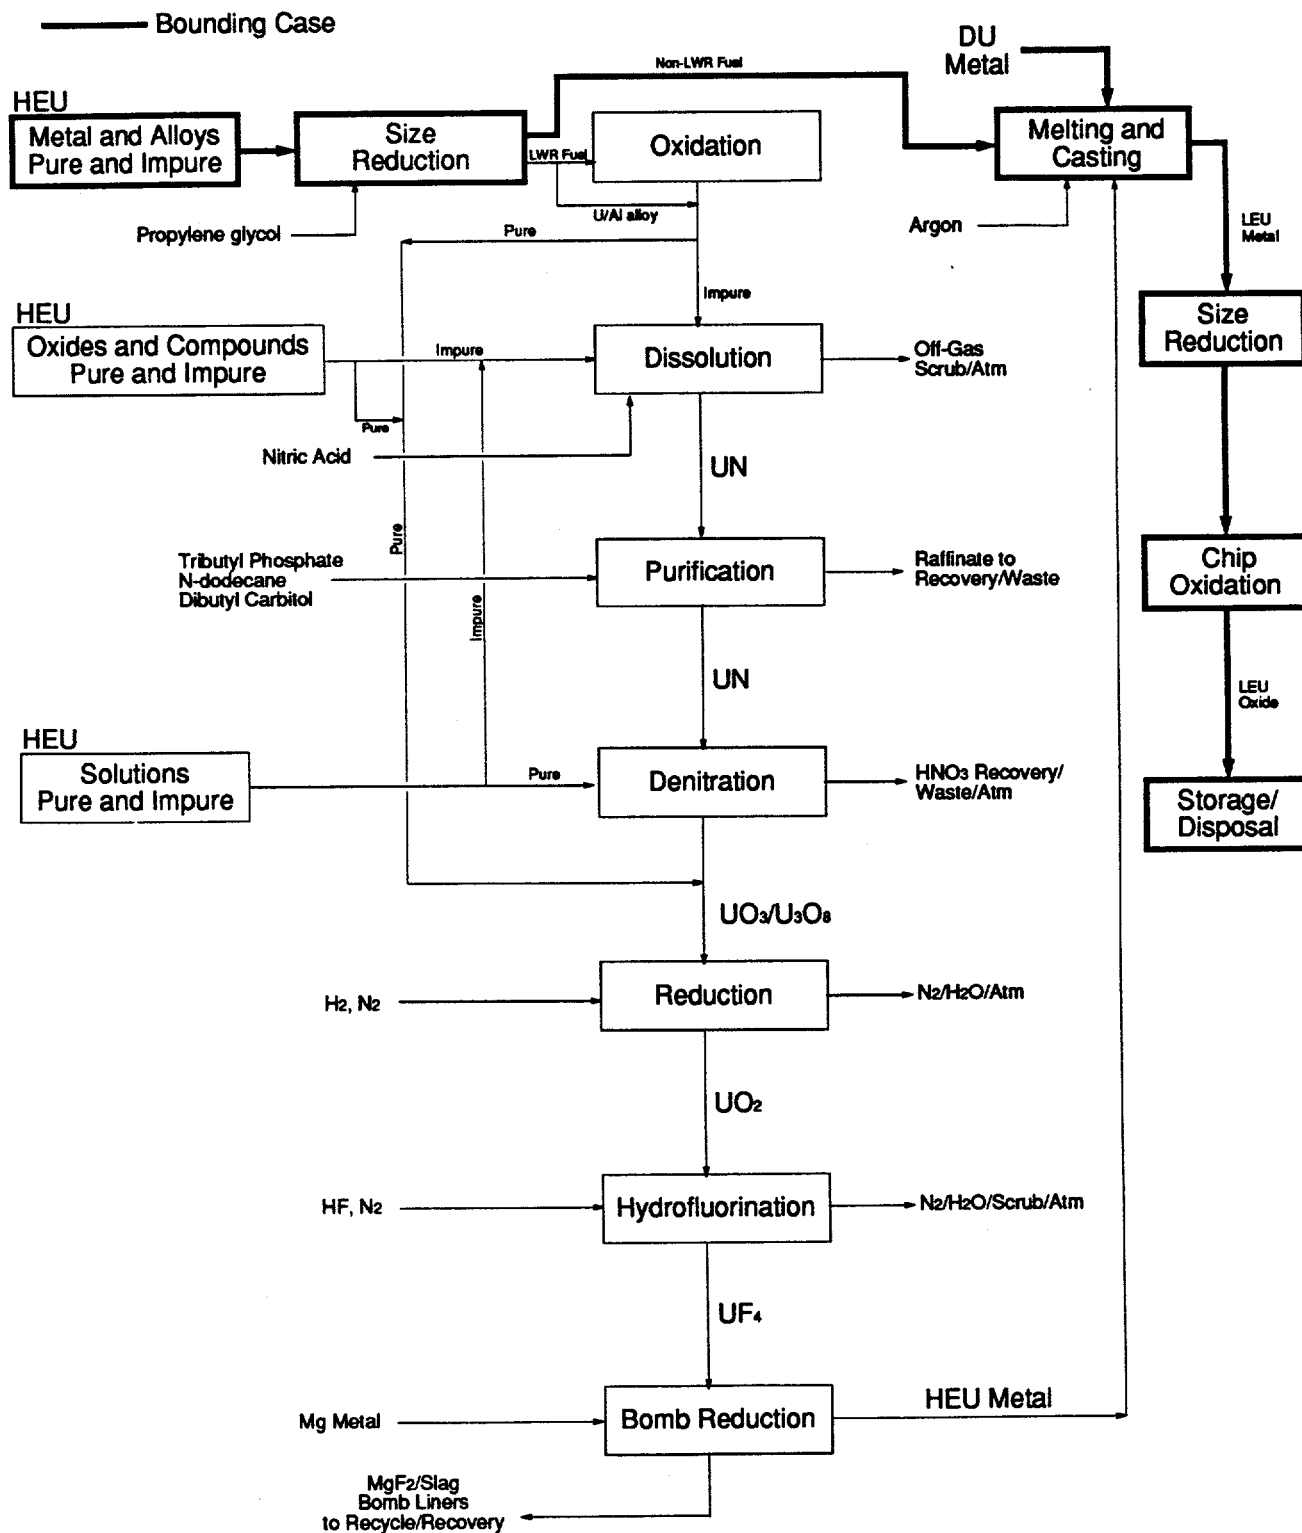 Bounding Case
DU
Metal
Non-LWR Fuel
HEU
Metal and Alloys
Pure and Impure
Size
Reduction
LWR Fuel
Oxidation
Melting and
Casting
U/Al alloy
Propylene glycol
Pure
Argon
LEU
Metal
Impure
HEU
Oxides and Compounds
Pure and Impure
Impure
Dissolution
Off-Gas
Scrub/Atm
Size
Reduction
Pure
Nitric Acid
UN
Pure
Tributyl Phosphate
N-dodecane
Dibutyl Carbitol
Impure
Purification
Raffinate to
Recovery/Waste
Chip
Oxidation
UN
LEU
Oxide
HEU
Solutions
Pure and Impure
Pure
Denitration
HNO3 Recovery/
Waste/Atm
Storage/
Disposal
UO3/U3O8
H2, N2
Reduction
N2/H2O/Atm
UO2
HF, N2
Hydrofluorination
N2/H2O/Scrub/Atm
UF4
Mg Metal
Bomb Reduction
HEU Metal
MgF2/Slag
Bomb Liners
to Recycle/Recovery